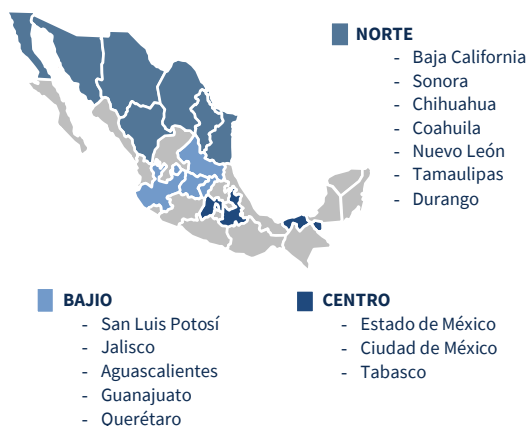 NORTE
- Baja California
- Sonora
- Chihuahua
- Coahuila
- Nuevo León
- Tamaulipas
- Durango
BAJIO
- San Luis Potosí
- Jalisco
- Aguascalientes
- Guanajuato
- Querétaro
CENTRO
- Estado de México
- Ciudad de México
- Tabasco